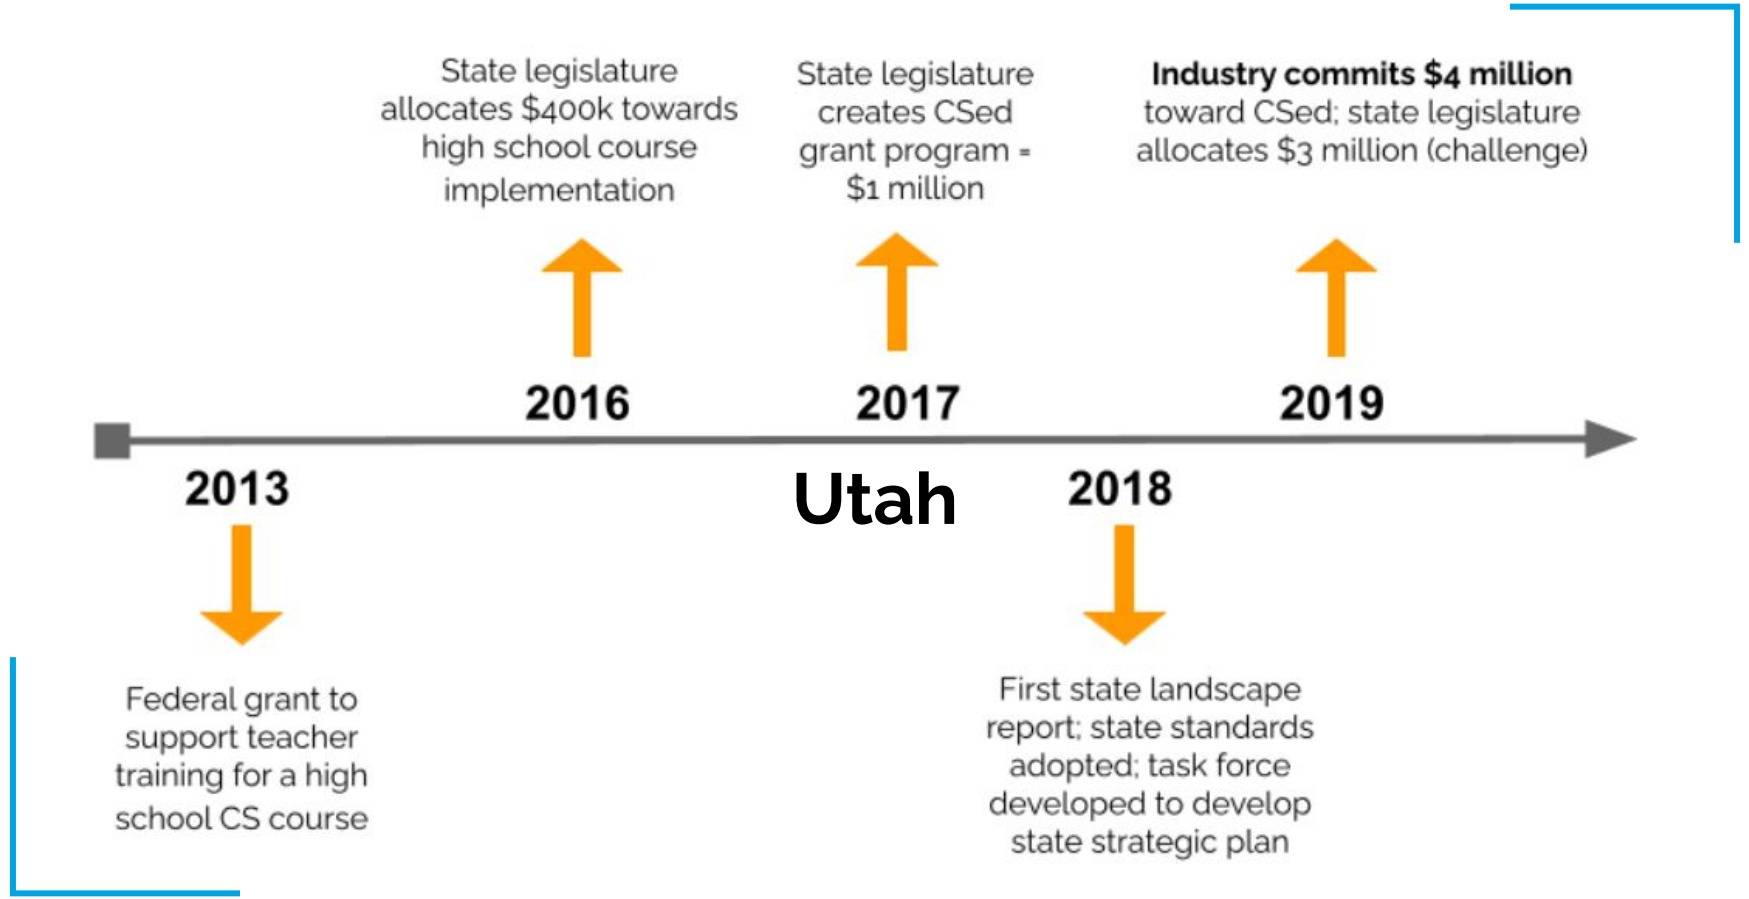 State legislature
allocates $400k towards
high school course
implementation
State legislature
creates CSed
grant program =
$1 million
Industry commits $4 million
toward CSed; state legislature
allocates $3 million (challenge)
2016
2017
2019
2013
Utah
2018
Federal grant to
support teacher
training for a high
school CS course
First state landscape
report; state standards
adopted; task force
developed to develop
state strategic plan